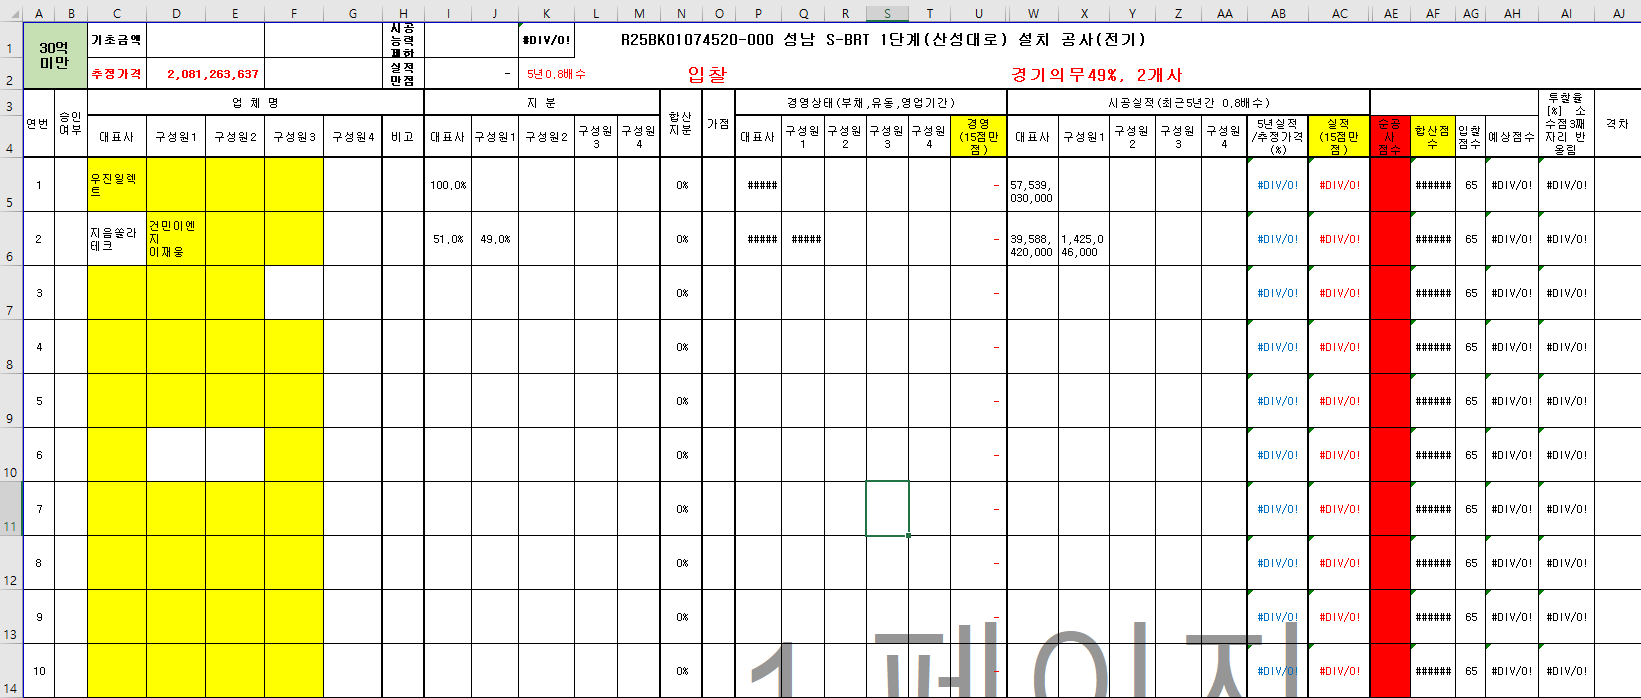 A B C D E F G H I J K L M N O P Q R S T U W X Y Z AA AB AC AE AF AG AH AI AJ
1 30억 미만 기초금액 시공능력제한 #DIV/0! R25BK01074520-000 성남 S-BRT 1단계(산성대로) 설치 공사(전기)
2 추정가격 2,081,263,637 실적만점 - 5년0.8배수 입찰 경기의무49%, 2개사
3 연번 승인여부 업 체 명 지 분 합산지분 가점 경영상태(부채,유동,영업기간) 시공실적(최근5년간 0.8배수) 투찰율 [%] 소수점3째자리 반올림 격차
4 대표사 구성원1 구성원2 구성원3 구성원4 비고 대표사 구성원1 구성원2 구성원3 구성원4 대표사 구성원1 구성원2 구성원3 구성원4 경영 (15점만점) 대표사 구성원1 구성원2 구성원3 구성원4 5년실적/추정가격(%) 실적 (15점만점) 합산점수 입찰점수 예상점수
5 1 우진일렉트 100.0% 0% ##### - 57,539,030,000 #DIV/0! #DIV/0! ###### 65 #DIV/0! #DIV/0!
6 2 지음쏠라테크 건민이엔지 이재웅 51.0% 49.0% 0% ##### ##### - 39,588,420,000 1,425,046,000 #DIV/0! #DIV/0! ###### 65 #DIV/0! #DIV/0!
7 3 0% - #DIV/0! #DIV/0! ###### 65 #DIV/0! #DIV/0!
8 4 0% - #DIV/0! #DIV/0! ###### 65 #DIV/0! #DIV/0!
9 5 0% - #DIV/0! #DIV/0! ###### 65 #DIV/0! #DIV/0!
10 6 0% - #DIV/0! #DIV/0! ###### 65 #DIV/0! #DIV/0!
11 7 0% - #DIV/0! #DIV/0! ###### 65 #DIV/0! #DIV/0!
12 8 0% - #DIV/0! #DIV/0! ###### 65 #DIV/0! #DIV/0!
13 9 0% - #DIV/0! #DIV/0! ###### 65 #DIV/0! #DIV/0!
14 10 0% #DIV/0! #DIV/0! ###### 65 #DIV/0! #DIV/0!
1 페이지